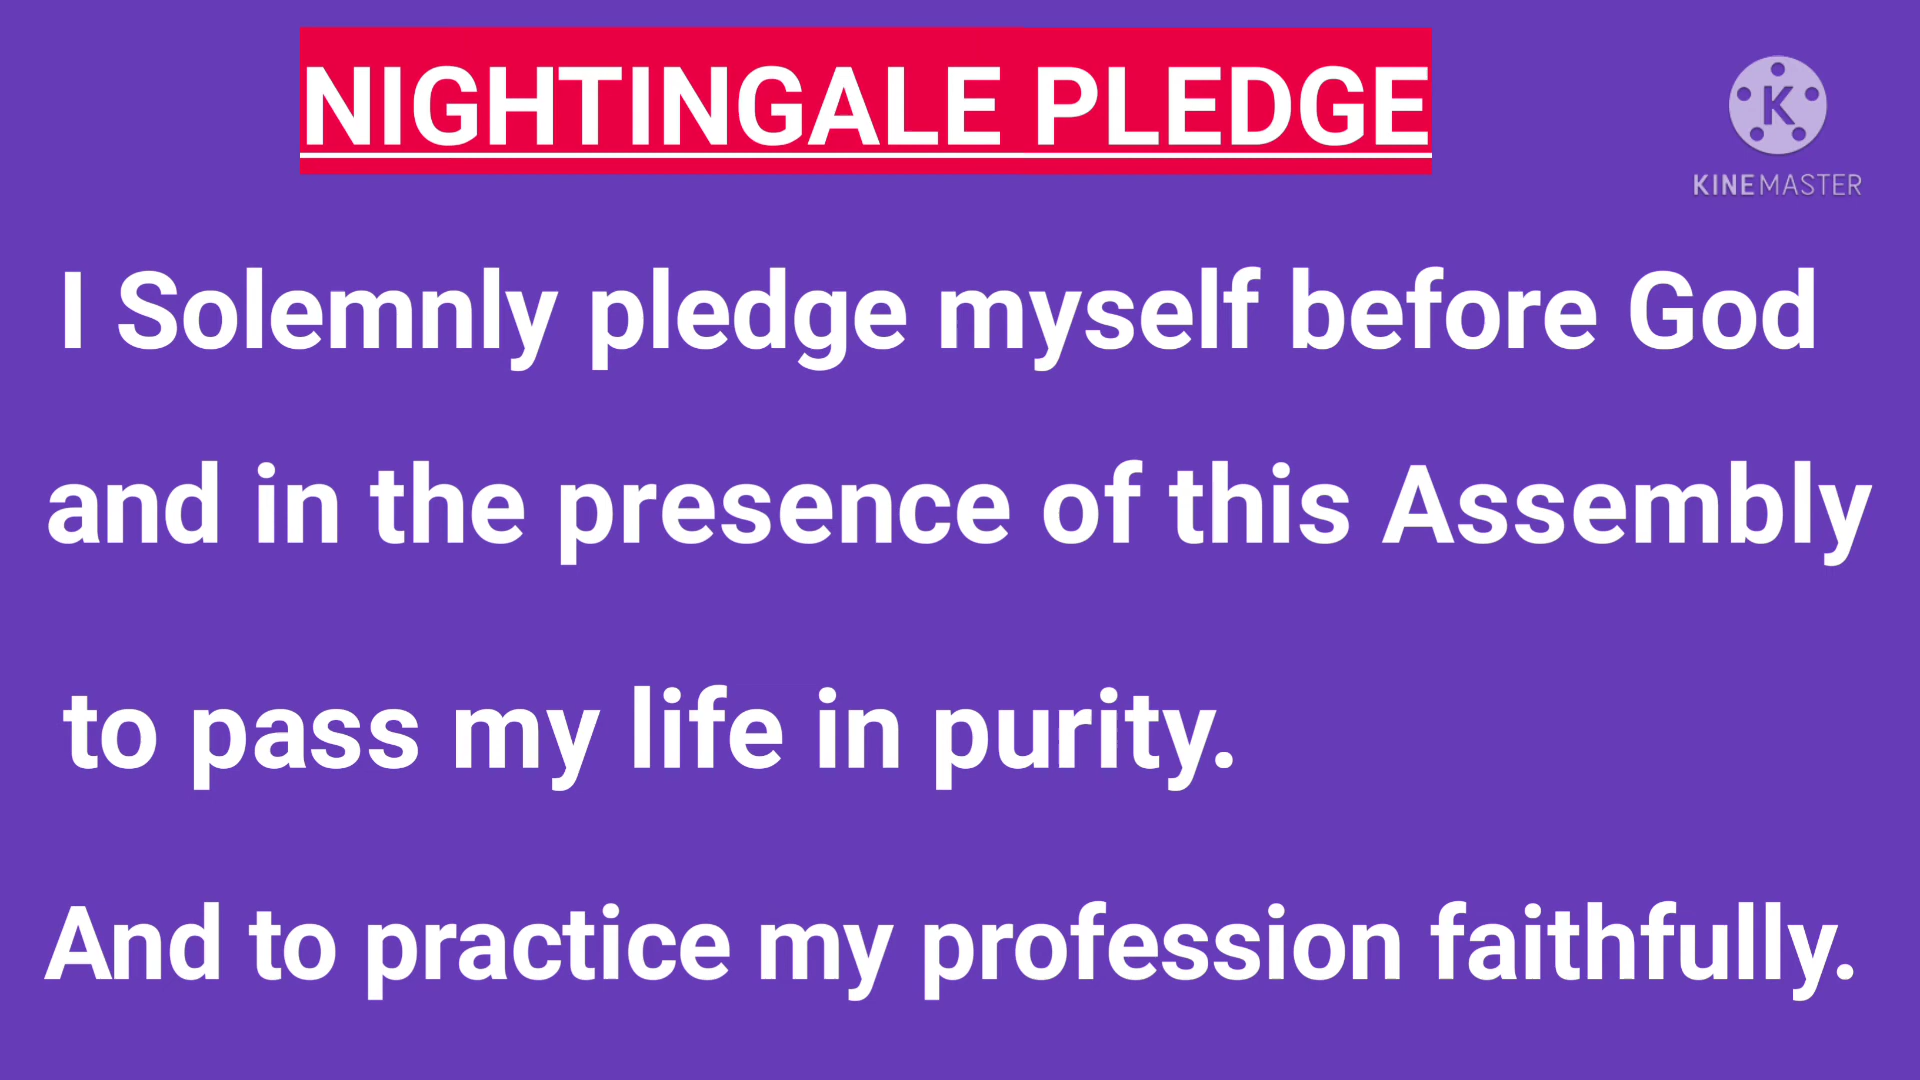 NIGHTINGALE PLEDGE
K
KINEMASTER
I Solemnly pledge myself before God
and in the presence of this Assembly
to pass my life in purity.
And to practice my profession faithfully.